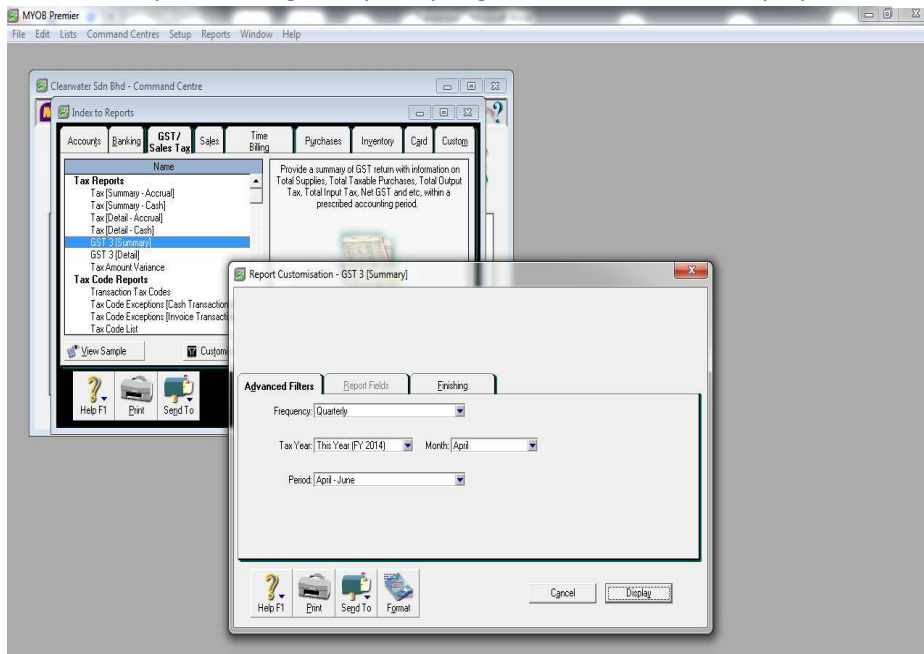 MYOB Premier
File Edit Lists Command Centres Setup Reports Window Help
Clearwater Sdn Bhd - Command Centre
Index to Reports
Accounts Banking GST/ Sales Tax Sales Time Billing Purchases Inventory Card Custom
Name
Tax Reports
Tax [Summary - Accrual]
Tax [Summary - Cash]
Tax [Detail - Accrual]
Tax [Detail - Cash]
GST 3 [Summary]
GST 3 [Detail]
Tax Amount Variance
Tax Code Reports
Transaction Tax Codes
Tax Code Exceptions [Cash Transaction
Tax Code Exceptions [Invoice Transacti
Tax Code List
Provide a summary of GST return with information on
Total Supplies, Total Taxable Purchases, Total Output
Tax, Total Input Tax, Net GST and etc, within a
prescribed accounting period.
View Sample Customi
Help F1 Print Send To
Report Customisation - GST 3 [Summary]
Advanced Filters Report Fields Finishing
Frequency: Quarterly
Tax Year: This Year (FY 2014) Month: April
Period: April - June
Help F1 Print Send To Format
Cancel Display